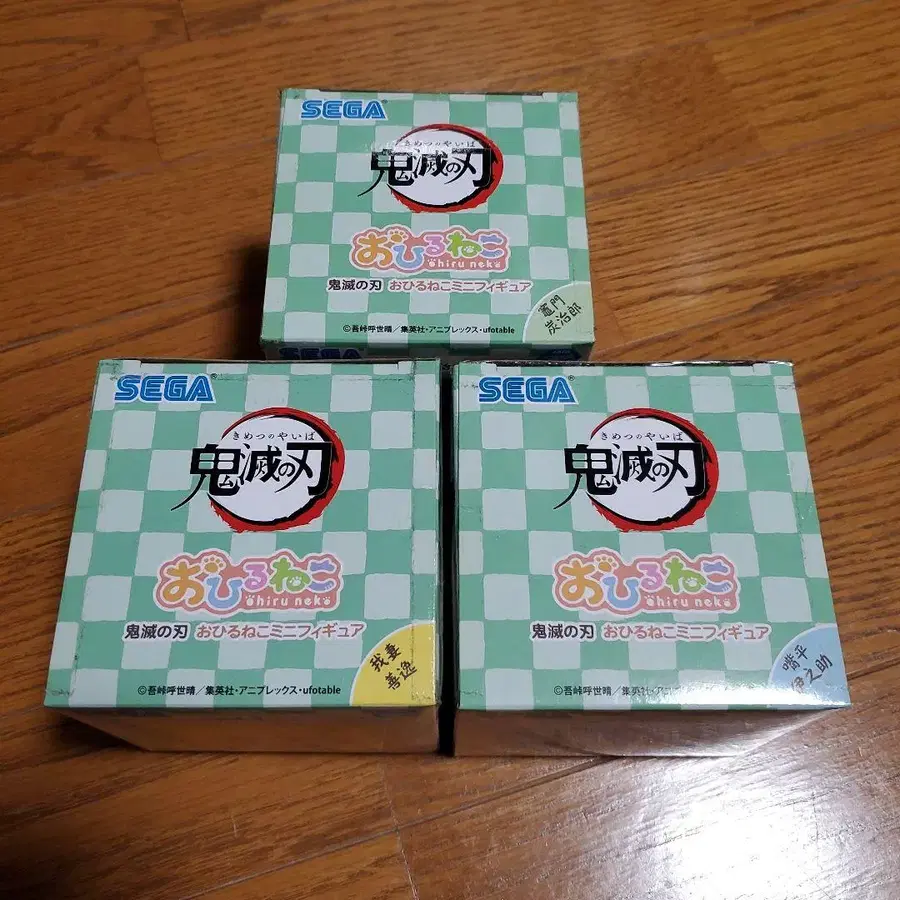 SEGA
きめつのやいば
鬼滅の刃
おひるねこ
Ohiru neko
鬼滅の刃 おひるねこミニフィギュア
竈門
炭治郎
©吾峠呼世晴/集英社・アニプレックス・ufotable
SEGA
SEGA
きめつのやいば
鬼滅の刃
おひるねこ
Ohiru neko
鬼滅の刃 おひるねこミニフィギュア
我妻
善逸
©吾峠呼世晴/集英社・アニプレックス・ufotable
SEGA
きめつのやいば
鬼滅の刃
おひるねこ
Ohiru neko
鬼滅の刃 おひるねこミニフィギュア
嘴平
伊之助
©吾峠呼世晴/集英社・アニプレックス・ufotable